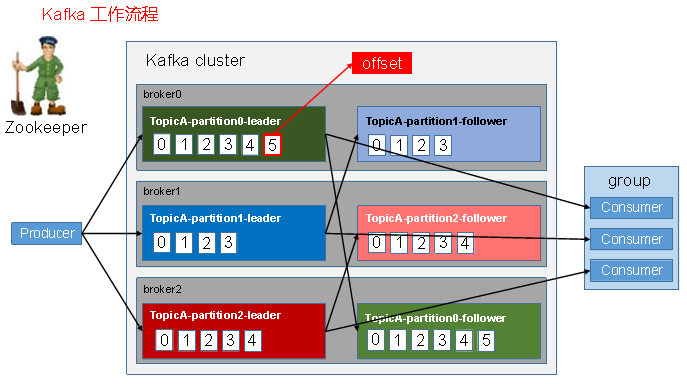 Kafka 工作流程
Zookeeper
Kafka cluster
offset
broker0
TopicA-partition0-leader
0 1 2 3 4 5
TopicA-partition1-follower
0 1 2 3
broker1
TopicA-partition1-leader
0 1 2 3
TopicA-partition2-follower
0 1 2 3 4
broker2
TopicA-partition2-leader
0 1 2 3 4
TopicA-partition0-follower
0 1 2 3 4 5
Producer
group
Consumer
Consumer
Consumer